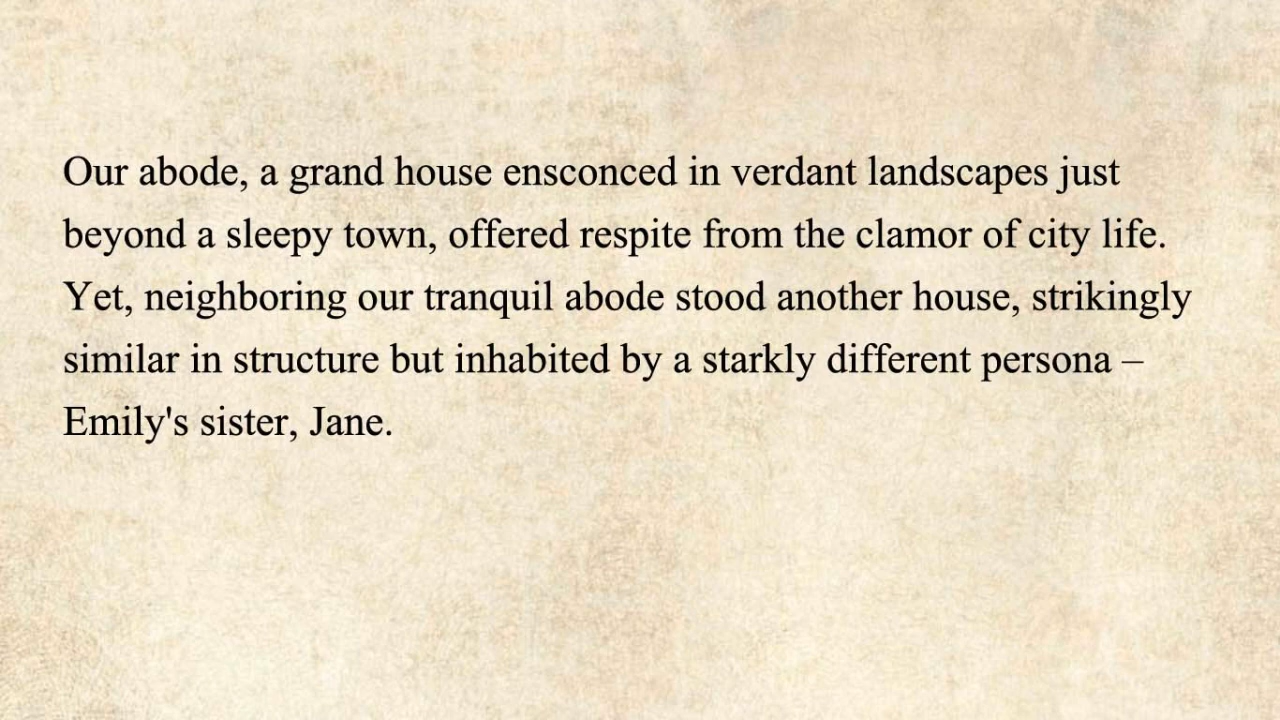 Our abode, a grand house ensconced in verdant landscapes just
beyond a sleepy town, offered respite from the clamor of city life.
Yet, neighboring our tranquil abode stood another house, strikingly
similar in structure but inhabited by a starkly different persona –
Emily's sister, Jane.